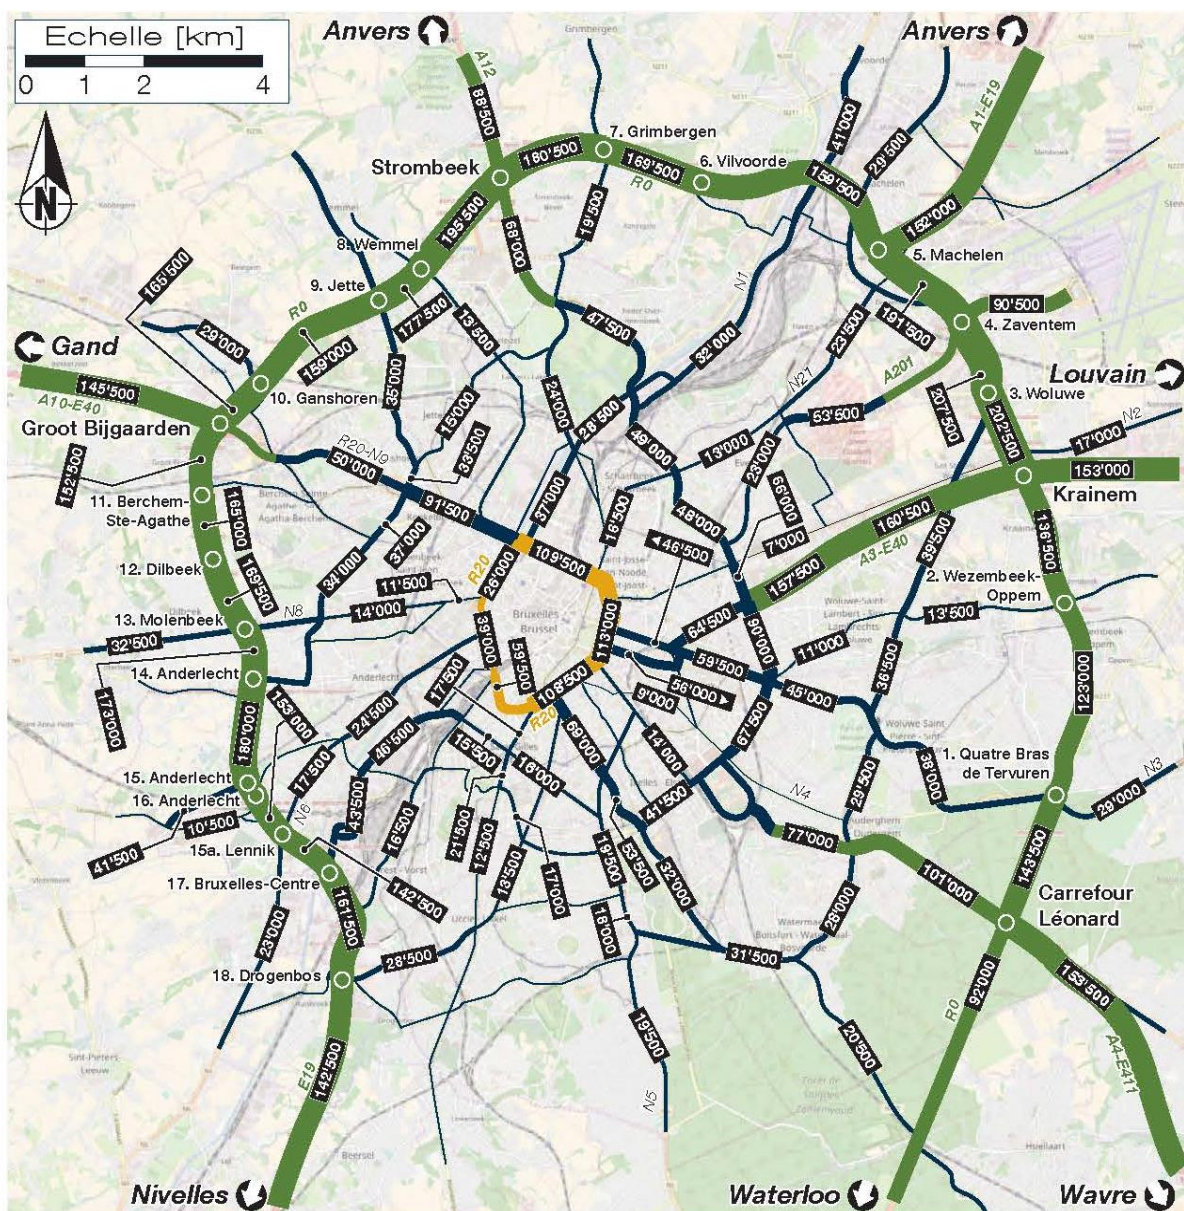 Echelle [km]
0 1 2 4
N
Anvers
Anvers
A12
88'500
A1-E19
41'000
29'500
7. Grimbergen
180'500
169'500
R0
6. Vilvoorde
159'500
Strombeek
195'500
68'000
19'500
152'000
8. Wemmel
5. Machelen
165'500
9. Jette
R0
177'500
13'500
N1
191'500
90'500
4. Zaventem
29'000
159'000
47'500
32'000
23'500
Gand
145'500
A10-E40
35'000
15'000
24'000
28'500
N21
A201
53'500
207'500
3. Woluwe
Louvain
10. Ganshoren
Groot Bijgaarden
R20-N9
50'000
33'500
49'000
13'000
23'000
202'500
N2
17'000
152'500
153'000
Krainem
11. Berchem-
Ste-Agathe
91'500
37'000
16'500
48'000
66'000
7'000
160'500
A3-E40
39'500
165'000
37'000
109'500
46'500
157'500
136'500
12. Dilbeek
34'000
R20
26'000
169'500
11'500
2. Wezembeek-
Oppem
13. Molenbeek
N8
14'000
Bruxelles
Brussel
113'000
64'500
90'000
13'500
32'500
39'000
59'500
59'500
11'000
14. Anderlecht
173'000
153'000
17'500
108'500
R20
9'000
56'000
45'000
36'500
123'000
180'000
24'500
46'500
15'500
16'000
69'000
14'000
67'500
1. Quatre Bras
de Tervuren
15. Anderlecht
17'500
38'000
16. Anderlecht
10'500
N6
43'500
16'500
21'500
12'500
41'500
N4
29'500
N3
29'000
41'500
15a. Lennik
13'500
17'000
19'500
53'500
32'000
77'000
143'500
17. Bruxelles-Centre
142'500
101'000
Carrefour
Léonard
161'500
23'000
18'000
28'000
28'500
31'500
18. Drogenbos
92'000
153'500
R0
19'500
20'500
E19
142'500
N5
A4-E411
Nivelles
Waterloo
Wavre